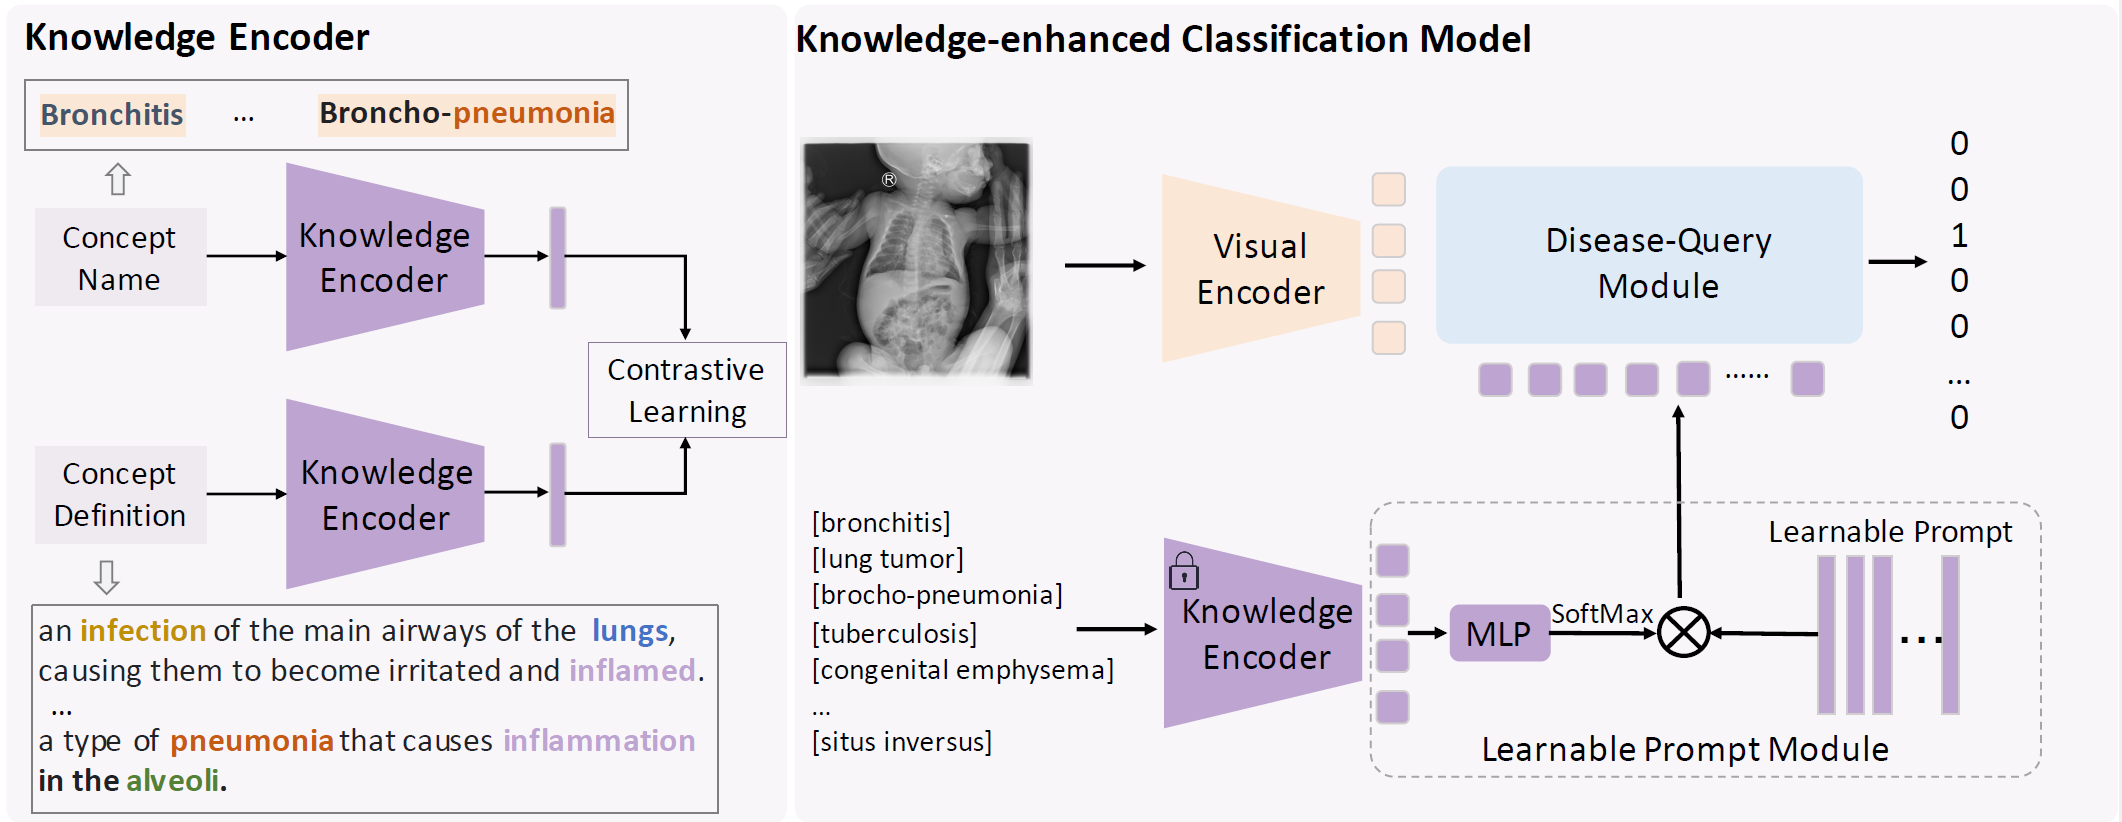 Knowledge Encoder
Bronchitis ... Broncho-pneumonia
Concept
Name
Knowledge
Encoder
Contrastive
Learning
Concept
Definition
Knowledge
Encoder
an infection of the main airways of the lungs,
causing them to become irritated and inflamed.
...
a type of pneumonia that causes inflammation
in the alveoli.
Knowledge-enhanced Classification Model
®
Visual
Encoder
Disease-Query
Module
......
0
0
1
0
0
...
0
[bronchitis]
[lung tumor]
[brocho-pneumonia]
[tuberculosis]
[congenital emphysema]
...
[situs inversus]
Knowledge
Encoder
MLP
SoftMax
Learnable Prompt
...
Learnable Prompt Module